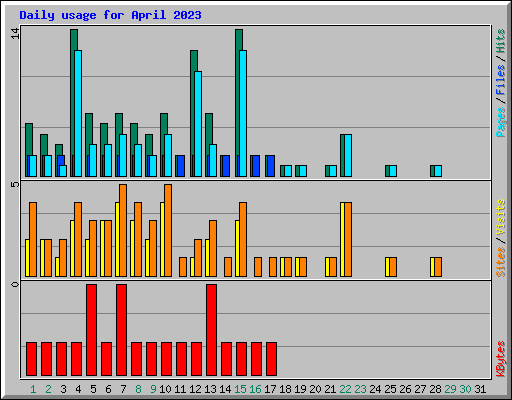 Daily usage for April 2023
14
Pages/Files/Hits
5
Sites/Visits
0
KBytes
1 2 3 4 5 6 7 8 9 10 11 12 13 14 15 16 17 18 19 20 21 22 23 24 25 26 27 28 29 30 31